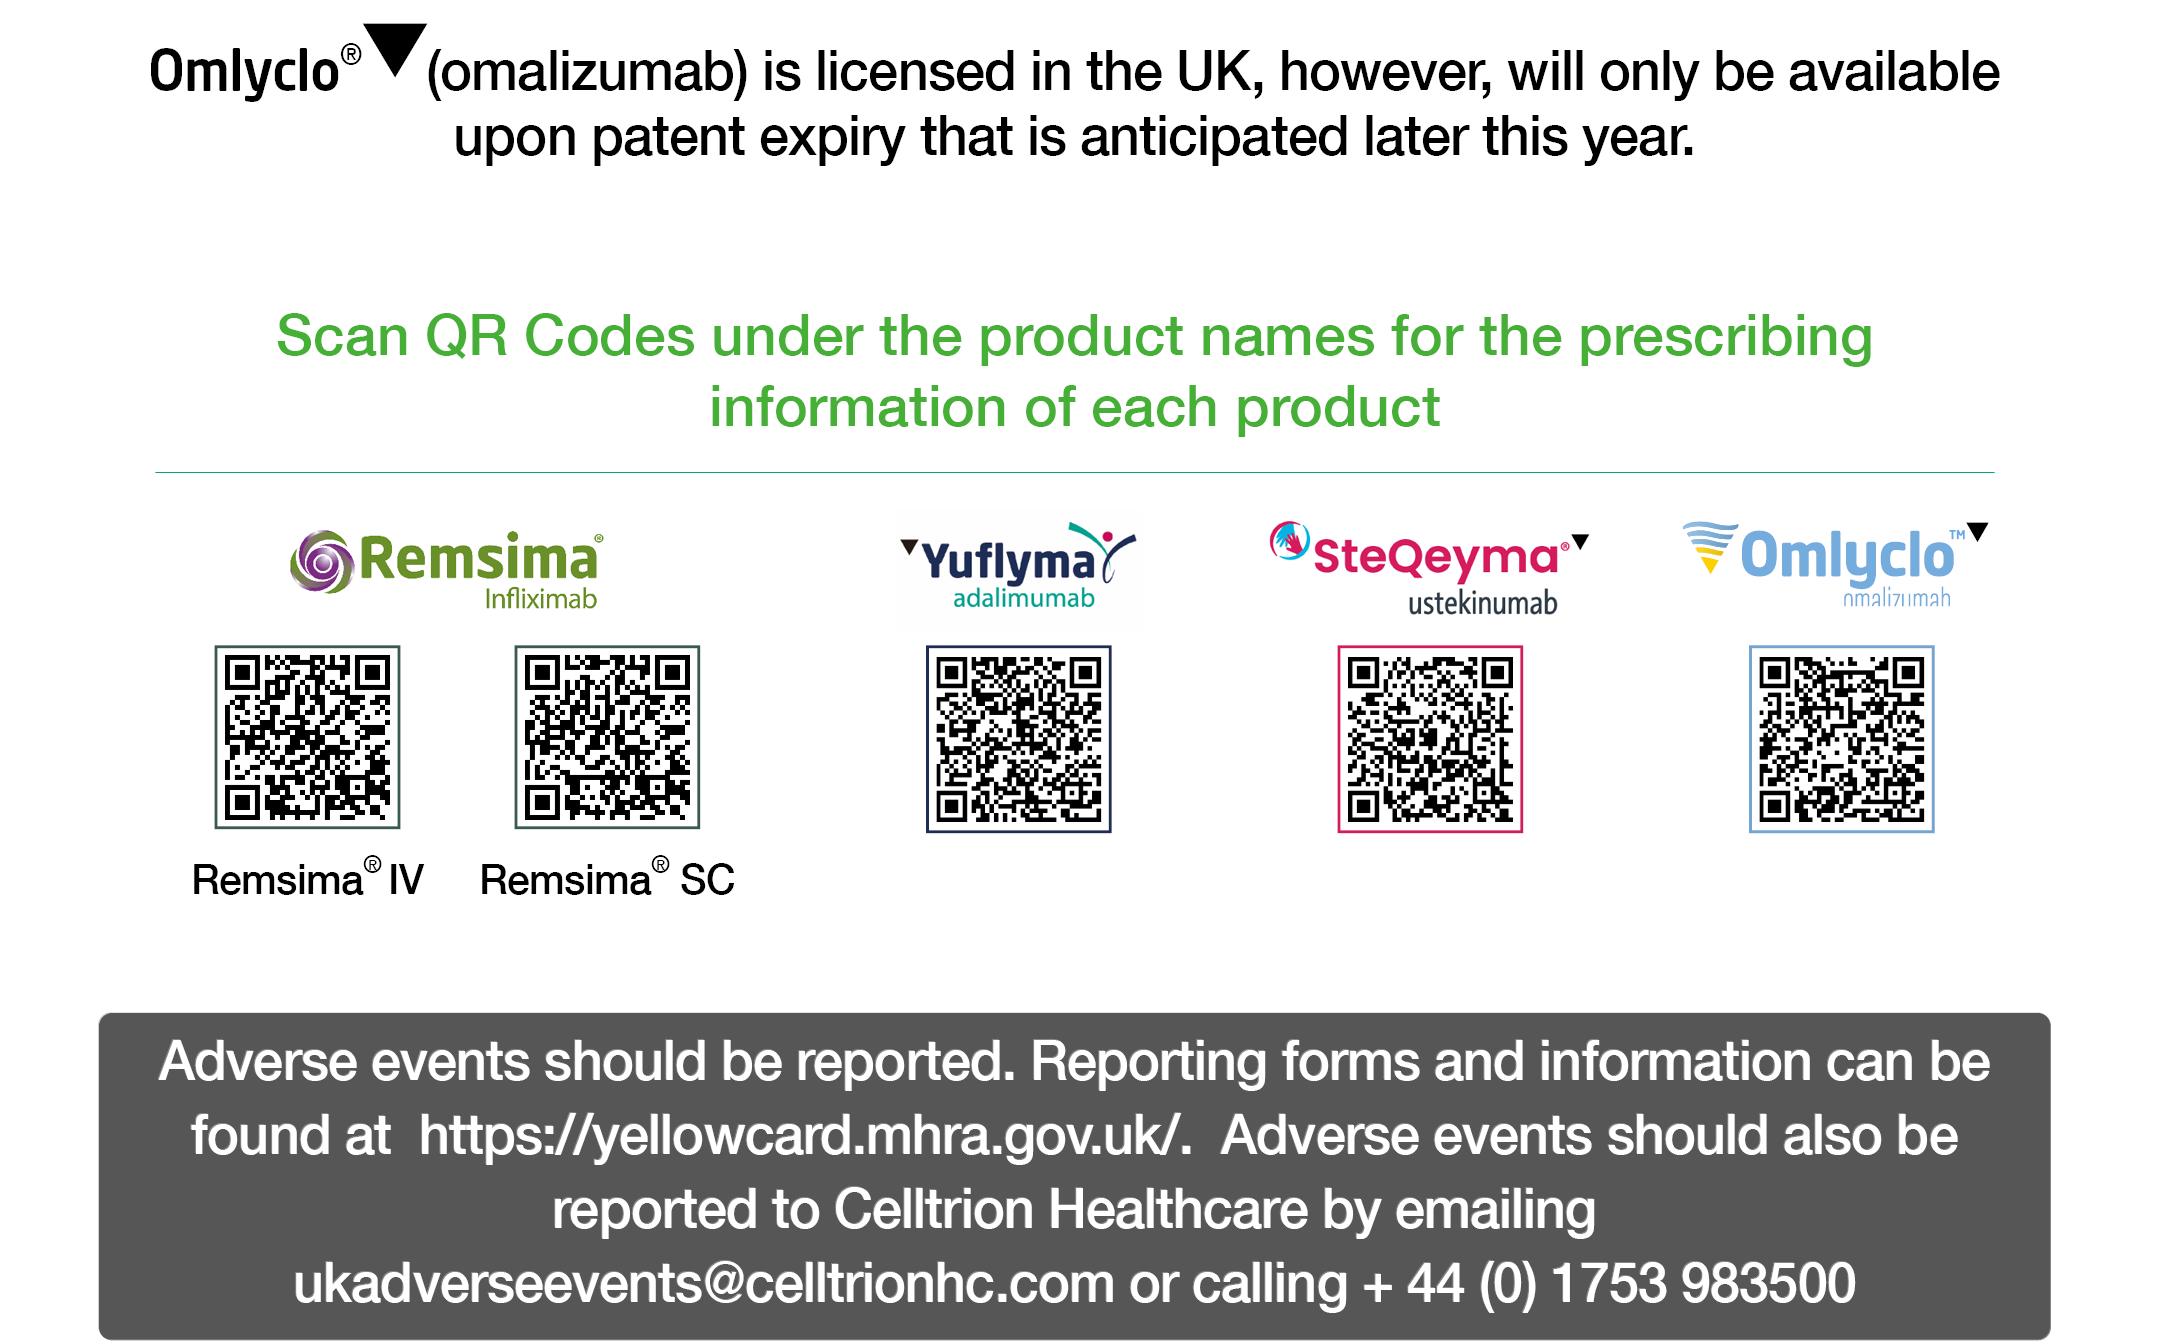 Omlyclo®▼(omalizumab) is licensed in the UK, however, will only be available
upon patent expiry that is anticipated later this year.
Scan QR Codes under the product names for the prescribing
information of each product
Remsima®
Infliximab
▼Yuflyma
adalimumab
SteQeyma®▼
ustekinumab
Omlyclo™▼
omalizumab
Remsima® IV
Remsima® SC
Adverse events should be reported. Reporting forms and information can be
found at https://yellowcard.mhra.gov.uk/. Adverse events should also be
reported to Celltrion Healthcare by emailing
ukadverseevents@celltrionhc.com or calling + 44 (0) 1753 983500